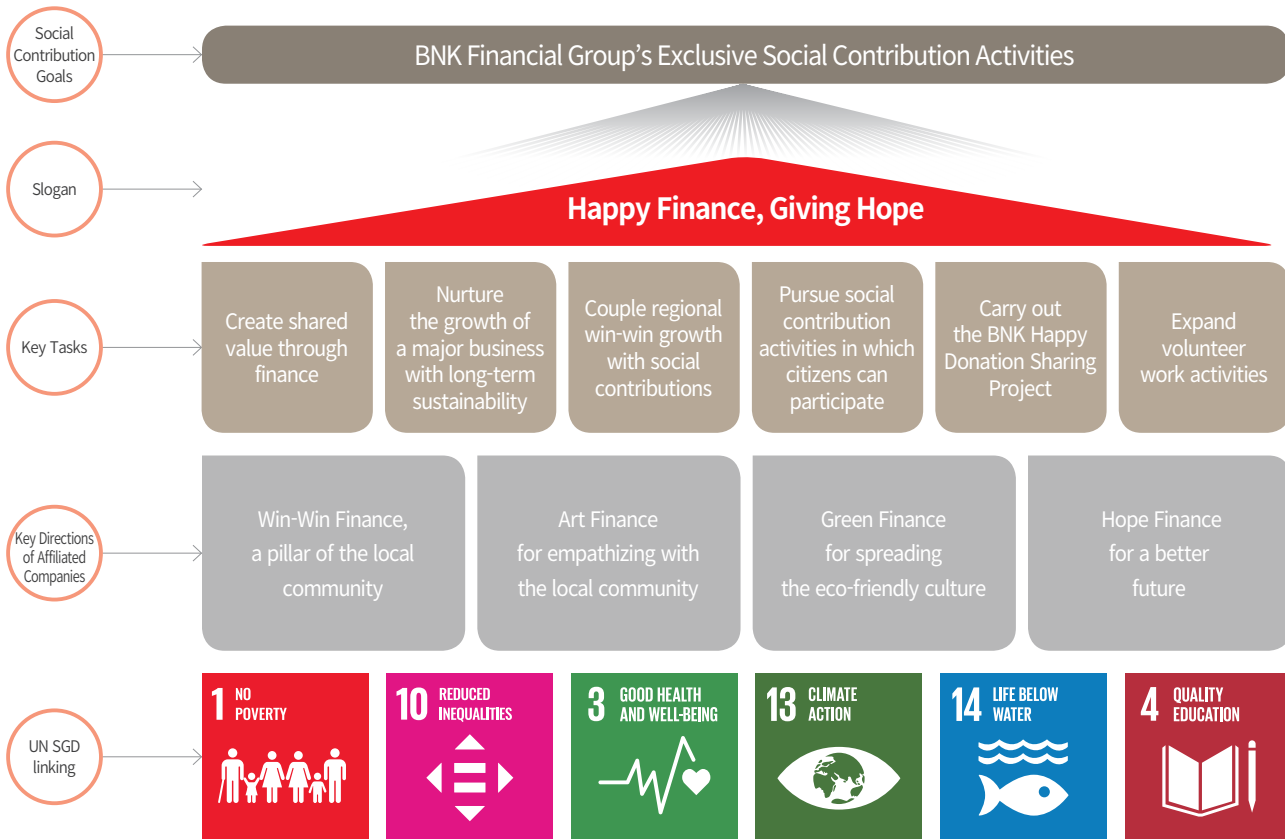 Social
Contribution
Goals
BNK Financial Group's Exclusive Social Contribution Activities
Slogan
Happy Finance, Giving Hope
Key Tasks
Create shared
value through
finance
Nurture
the growth of
a major business
with long-term
sustainability
Couple regional
win-win growth
with social
contributions
Pursue social
contribution
activities in which
citizens can
participate
Carry out
the BNK Happy
Donation Sharing
Project
Expand
volunteer
work activities
Key Directions
of Affiliated
Companies
Win-Win Finance,
a pillar of the local
community
Art Finance
for empathizing with
the local community
Green Finance
for spreading
the eco-friendly culture
Hope Finance
for a better
future
UN SGD
linking
1 NO
POVERTY
10 REDUCED
INEQUALITIES
3 GOOD HEALTH
AND WELL-BEING
13 CLIMATE
ACTION
14 LIFE BELOW
WATER
4 QUALITY
EDUCATION